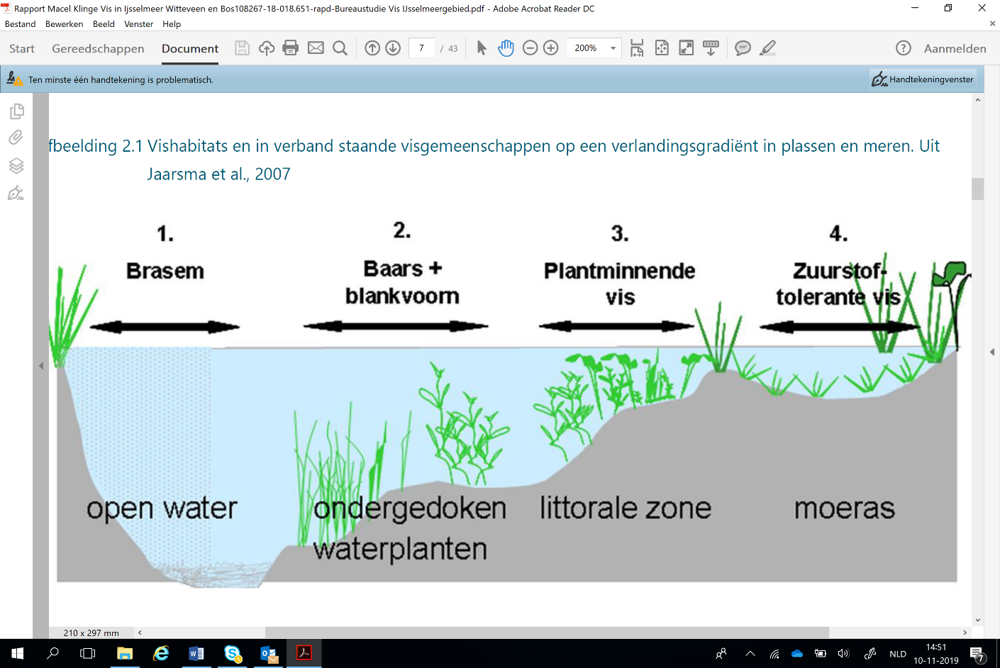 Rapport Macel Klinge Vis in Ijsselmeer Witteveen en Bos108267-18-018.651-rapd-Bureaustudie Vis IJsselmeergebied.pdf - Adobe Acrobat Reader DC
Bestand Bewerken Beeld Venster Help
Start Gereedschappen Document 7 / 43 200% Aanmelden
Ten minste één handtekening is problematisch. Handtekeningvenster
fbeelding 2.1 Vishabitats en in verband staande visgemeenschappen op een verlandingsgradiënt in plassen en meren. Uit
Jaarsma et al., 2007
1. 2. 3. 4.
Brasem Baars + Plantminnende Zuurstof-
blankvoorn vis tolerante vis
open water ondergedoken littorale zone moeras
waterplanten
210 x 297 mm
14:51
NLD
10-11-2019 7